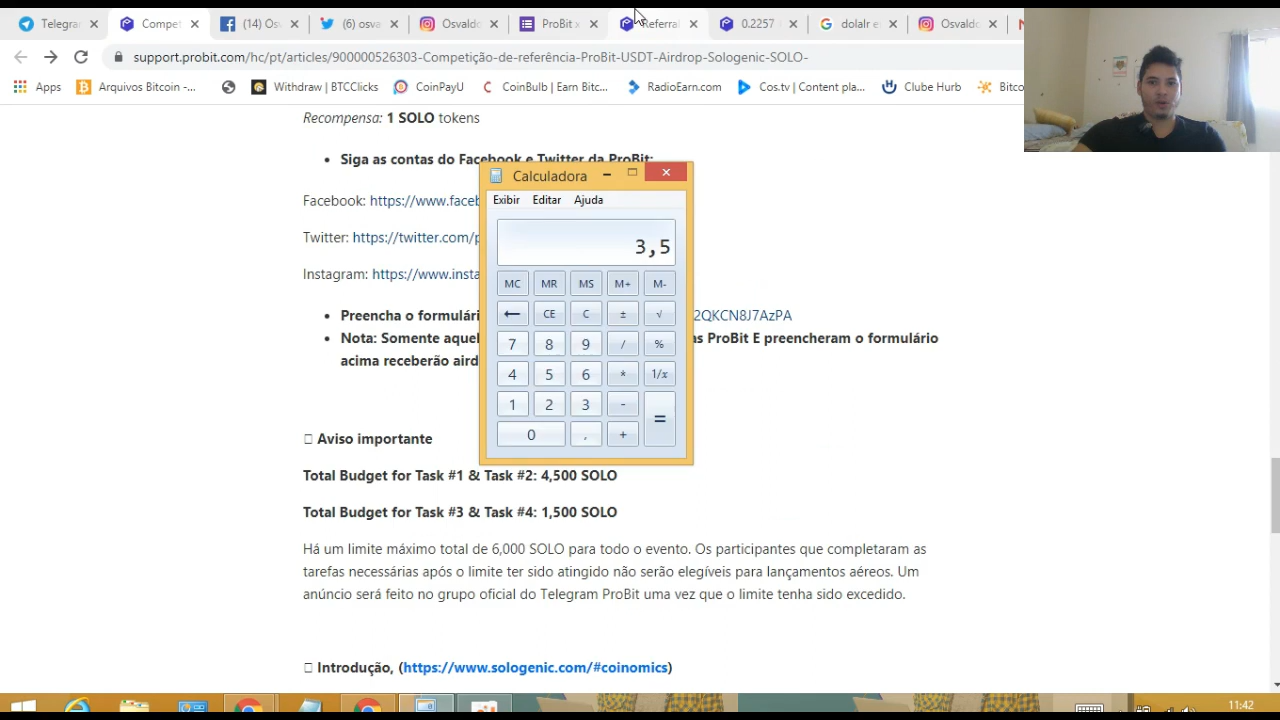 Telegran
Compet
(14) Osv
(6) osva
Osvaldo
ProBit x
Referral
0.2257
dolalr e
Osvaldo
support.probit.com/hc/pt/articles/900000526303-Competição-de-referência-ProBit-USDT-Airdrop-Sologenic-SOLO-
Apps
Arquivos Bitcoin -...
Withdraw | BTCClicks
CoinPayU
CoinBulb | Earn Bit...
RadioEarn.com
Cos.tv | Content pla...
Clube Hurb
Bitco
Recompensa: 1 SOLO tokens
• Siga as contas do Facebook e Twitter da ProBit:
Facebook: https://www.faceb
Twitter: https://twitter.com/p
Instagram: https://www.insta
• Preencha o formulári
2QKCN8J7AzPA
• Nota: Somente aquel
as ProBit E preencheram o formulário
acima receberão aird
Calculadora
Exibir Editar Ajuda
3,5
MC MR MS M+ M-
← CE C ± √
7 8 9 / %
4 5 6 * 1/x
1 2 3 - =
0 , +
Aviso importante
Total Budget for Task #1 & Task #2: 4,500 SOLO
Total Budget for Task #3 & Task #4: 1,500 SOLO
Há um limite máximo total de 6,000 SOLO para todo o evento. Os participantes que completaram as
tarefas necessárias após o limite ter sido atingido não serão elegíveis para lançamentos aéreos. Um
anúncio será feito no grupo oficial do Telegram ProBit uma vez que o limite tenha sido excedido.
Introdução, (https://www.sologenic.com/#coinomics)
11:42